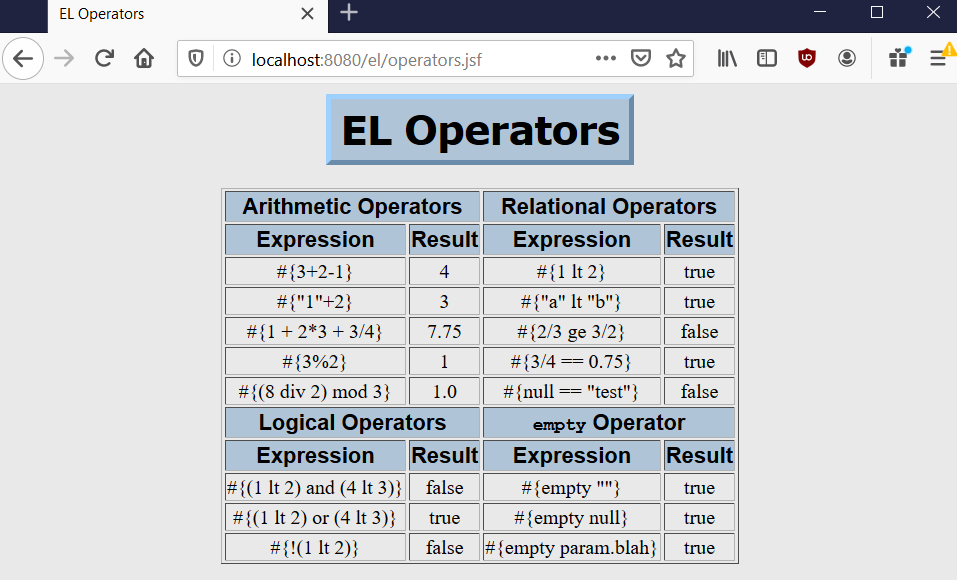 EL Operators
localhost:8080/el/operators.jsf
EL Operators
Arithmetic Operators Relational Operators
Expression Result Expression Result
#{3+2-1} 4 #{1 lt 2} true
#{"1"+2} 3 #{"a" lt "b"} true
#{1 + 2*3 + 3/4} 7.75 #{2/3 ge 3/2} false
#{3%2} 1 #{3/4 == 0.75} true
#{(8 div 2) mod 3} 1.0 #{null == "test"} false
Logical Operators empty Operator
Expression Result Expression Result
#{(1 lt 2) and (4 lt 3)} false #{empty ""} true
#{(1 lt 2) or (4 lt 3)} true #{empty null} true
#{!(1 lt 2)} false #{empty param.blah} true